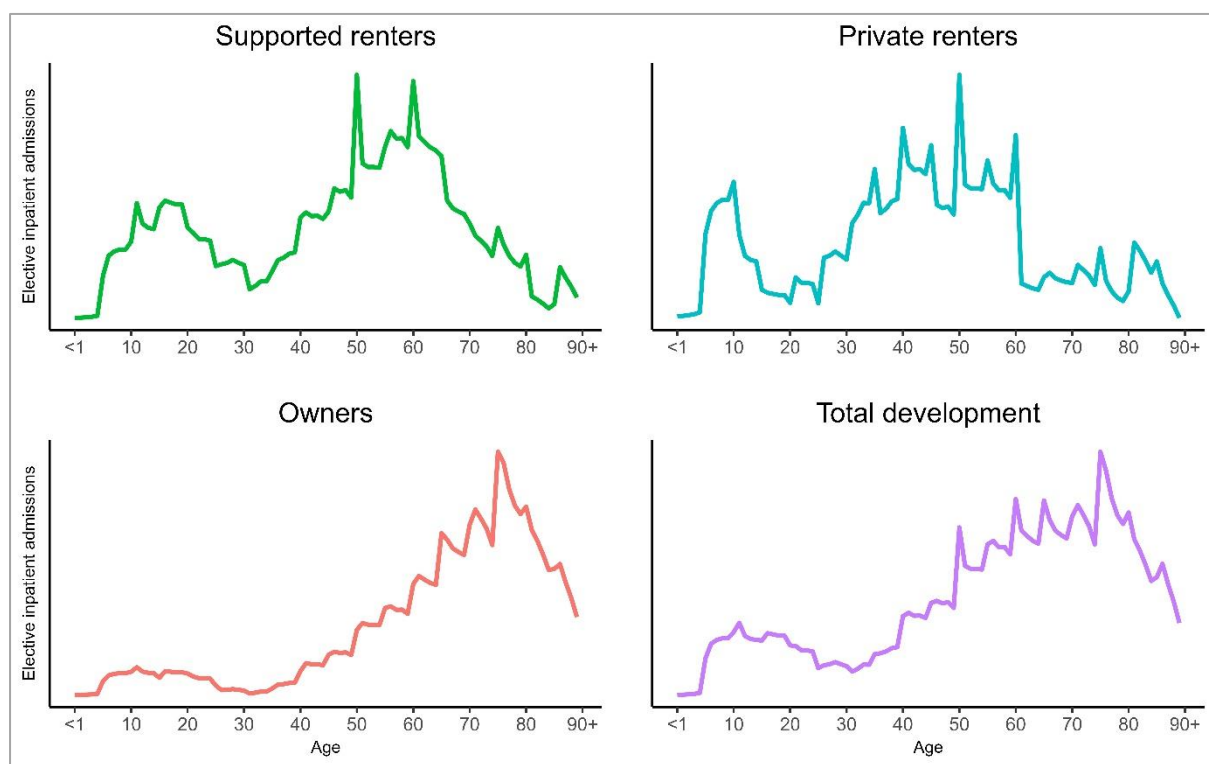 Supported renters
Private renters
Elective inpatient admissions
<1 10 20 30 40 50 60 70 80 90+
<1 10 20 30 40 50 60 70 80 90+
Owners
Total development
Elective inpatient admissions
<1 10 20 30 40 50 60 70 80 90+
<1 10 20 30 40 50 60 70 80 90+
Age
Age